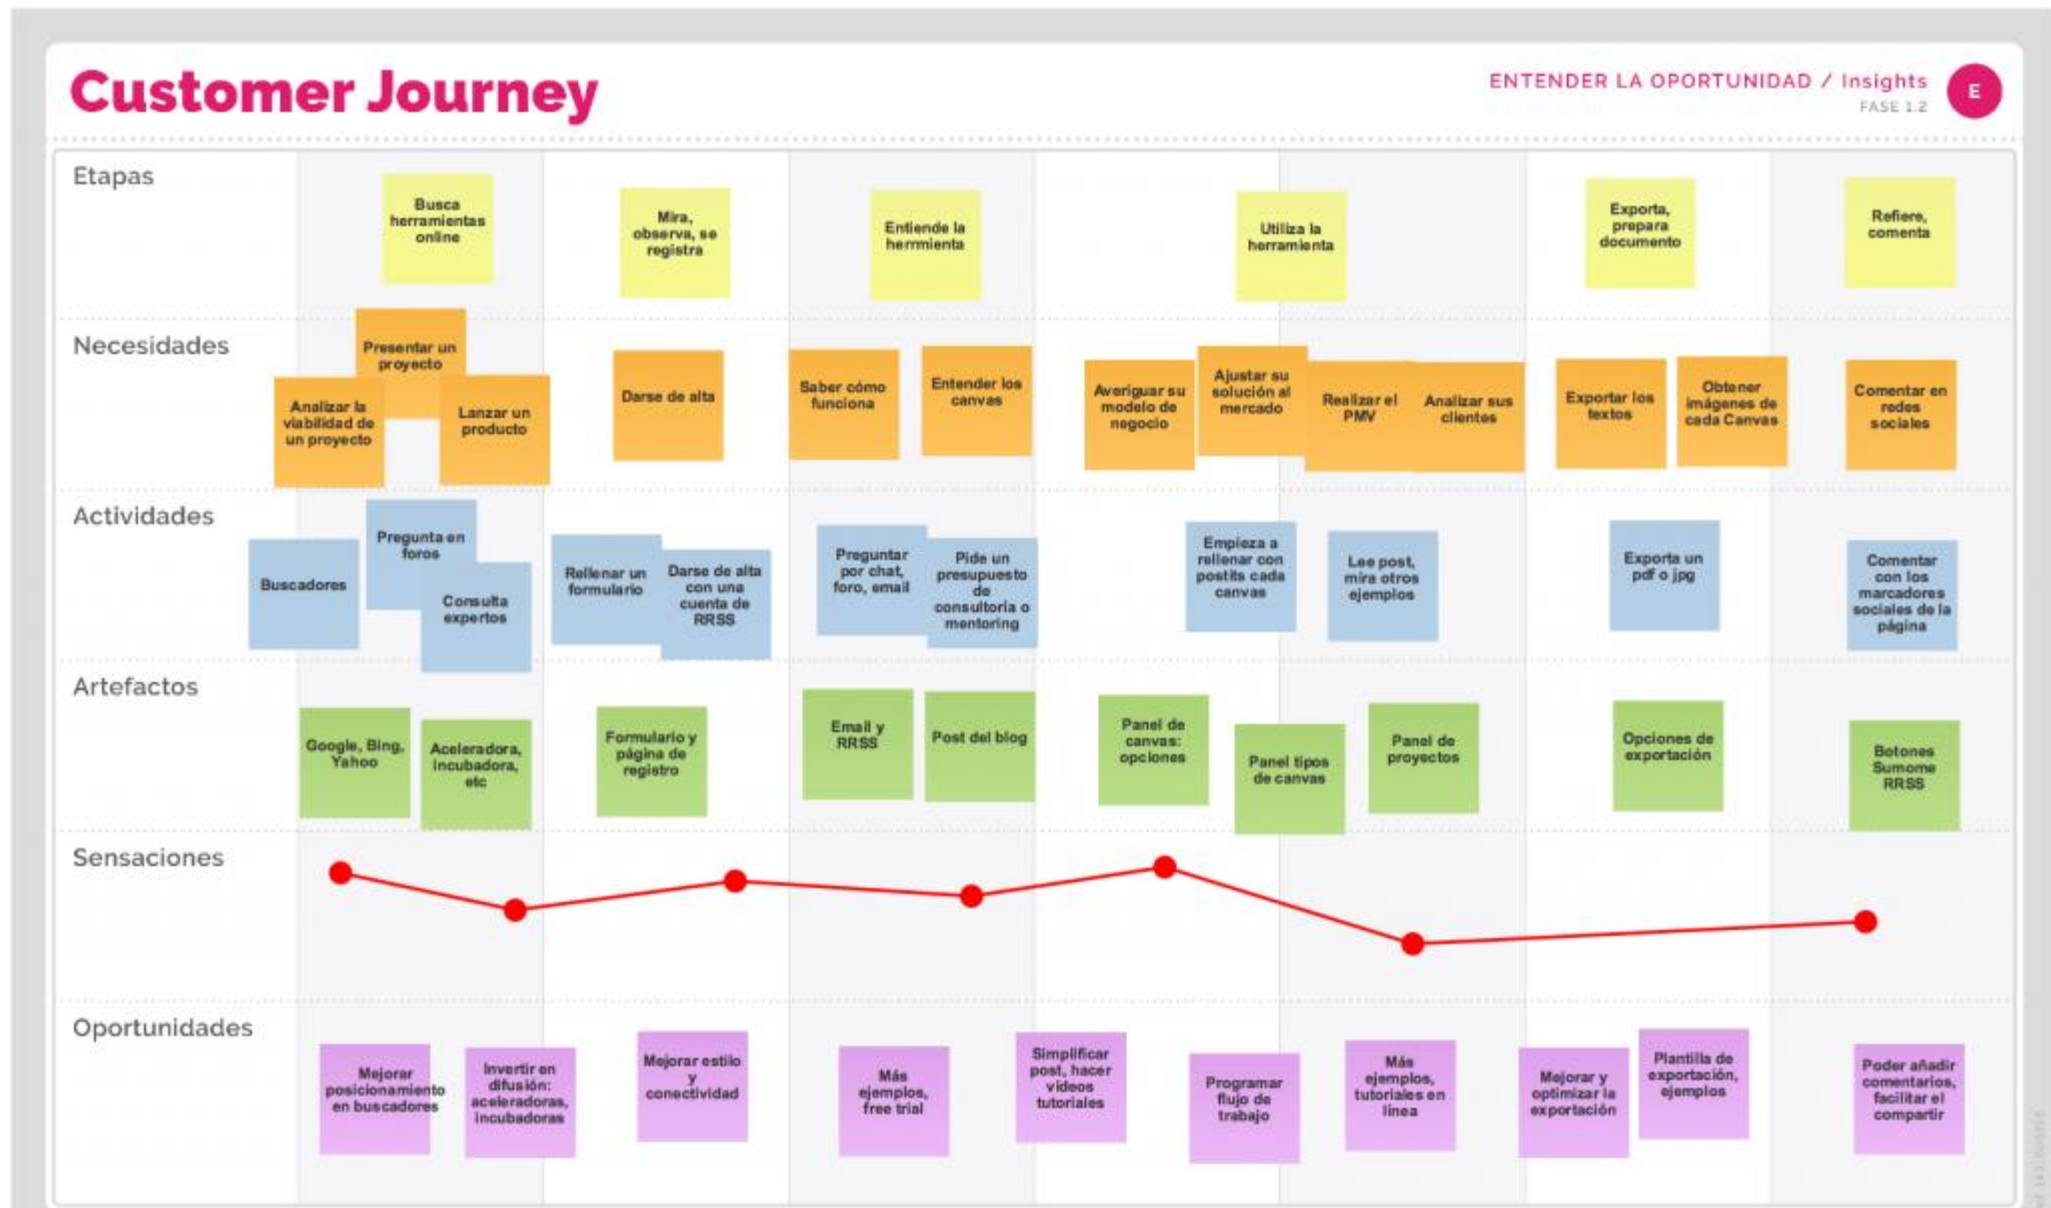 Customer Journey
ENTENDER LA OPORTUNIDAD / Insights
FASE 1.2
E
Etapas
Busca
herramientas
online
Mira,
observa, se
registra
Entiende la
herrmienta
Utiliza la
herramienta
Exporta,
prepara
documento
Refiere,
comenta
Necesidades
Presentar un
proyecto
Analizar la
viabilidad de
un proyecto
Lanzar un
producto
Darse de alta
Saber cómo
funciona
Entender los
canvas
Averiguar su
modelo de
negocio
Ajustar su
solución al
mercado
Realizar el
PMV
Analizar sus
clientes
Exportar los
textos
Obtener
imágenes de
cada Canvas
Comentar en
redes
sociales
Actividades
Buscadores
Pregunta en
foros
Consulta
expertos
Rellenar un
formulario
Darse de alta
con una
cuenta de
RRSS
Preguntar
por chat,
foro, email
Pide un
presupuesto
de
consultoría o
mentoring
Empieza a
rellenar con
postits cada
canvas
Lee post,
mira otros
ejemplos
Exporta un
pdf o jpg
Comentar
con los
marcadores
sociales de la
página
Artefactos
Google, Bing,
Yahoo
Aceleradora,
incubadora,
etc
Formulario y
página de
registro
Email y
RRSS
Post del blog
Panel de
canvas:
opciones
Panel tipos
de canvas
Panel de
proyectos
Opciones de
exportación
Botones
Sumome
RRSS
Sensaciones
Oportunidades
Mejorar
posicionamiento
en buscadores
Invertir en
difusión:
aceleradoras,
incubadoras
Mejorar estilo
y
conectividad
Más
ejemplos,
free trial
Simplificar
post, hacer
vídeos
tutoriales
Programar
flujo de
trabajo
Más
ejemplos,
tutoriales en
línea
Mejorar y
optimizar la
exportación
Plantilla de
exportación,
ejemplos
Poder añadir
comentarios,
facilitar el
compartir